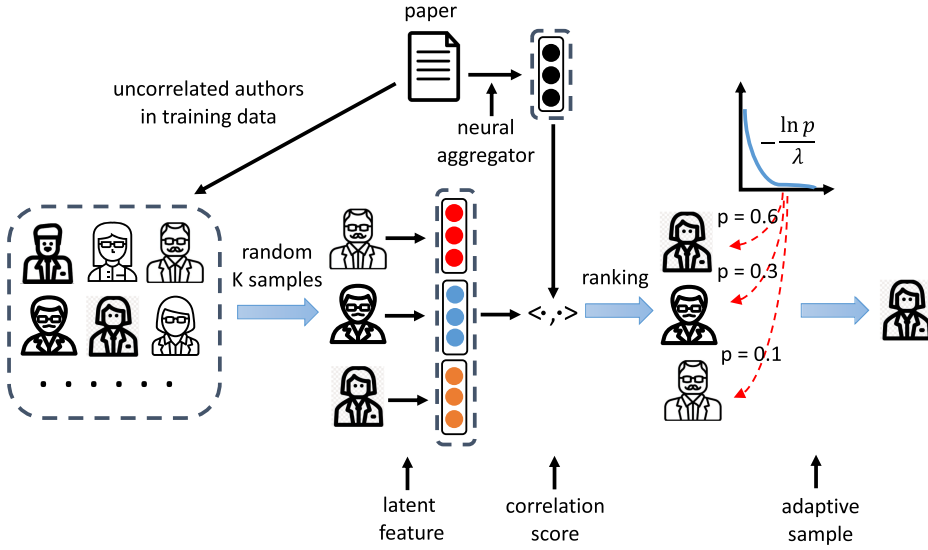 paper
uncorrelated authors
in training data
neural
aggregator
− ln p / λ
random
K samples
<·,·>
ranking
p = 0.6
p = 0.3
p = 0.1
. . . . . .
latent
feature
correlation
score
adaptive
sample